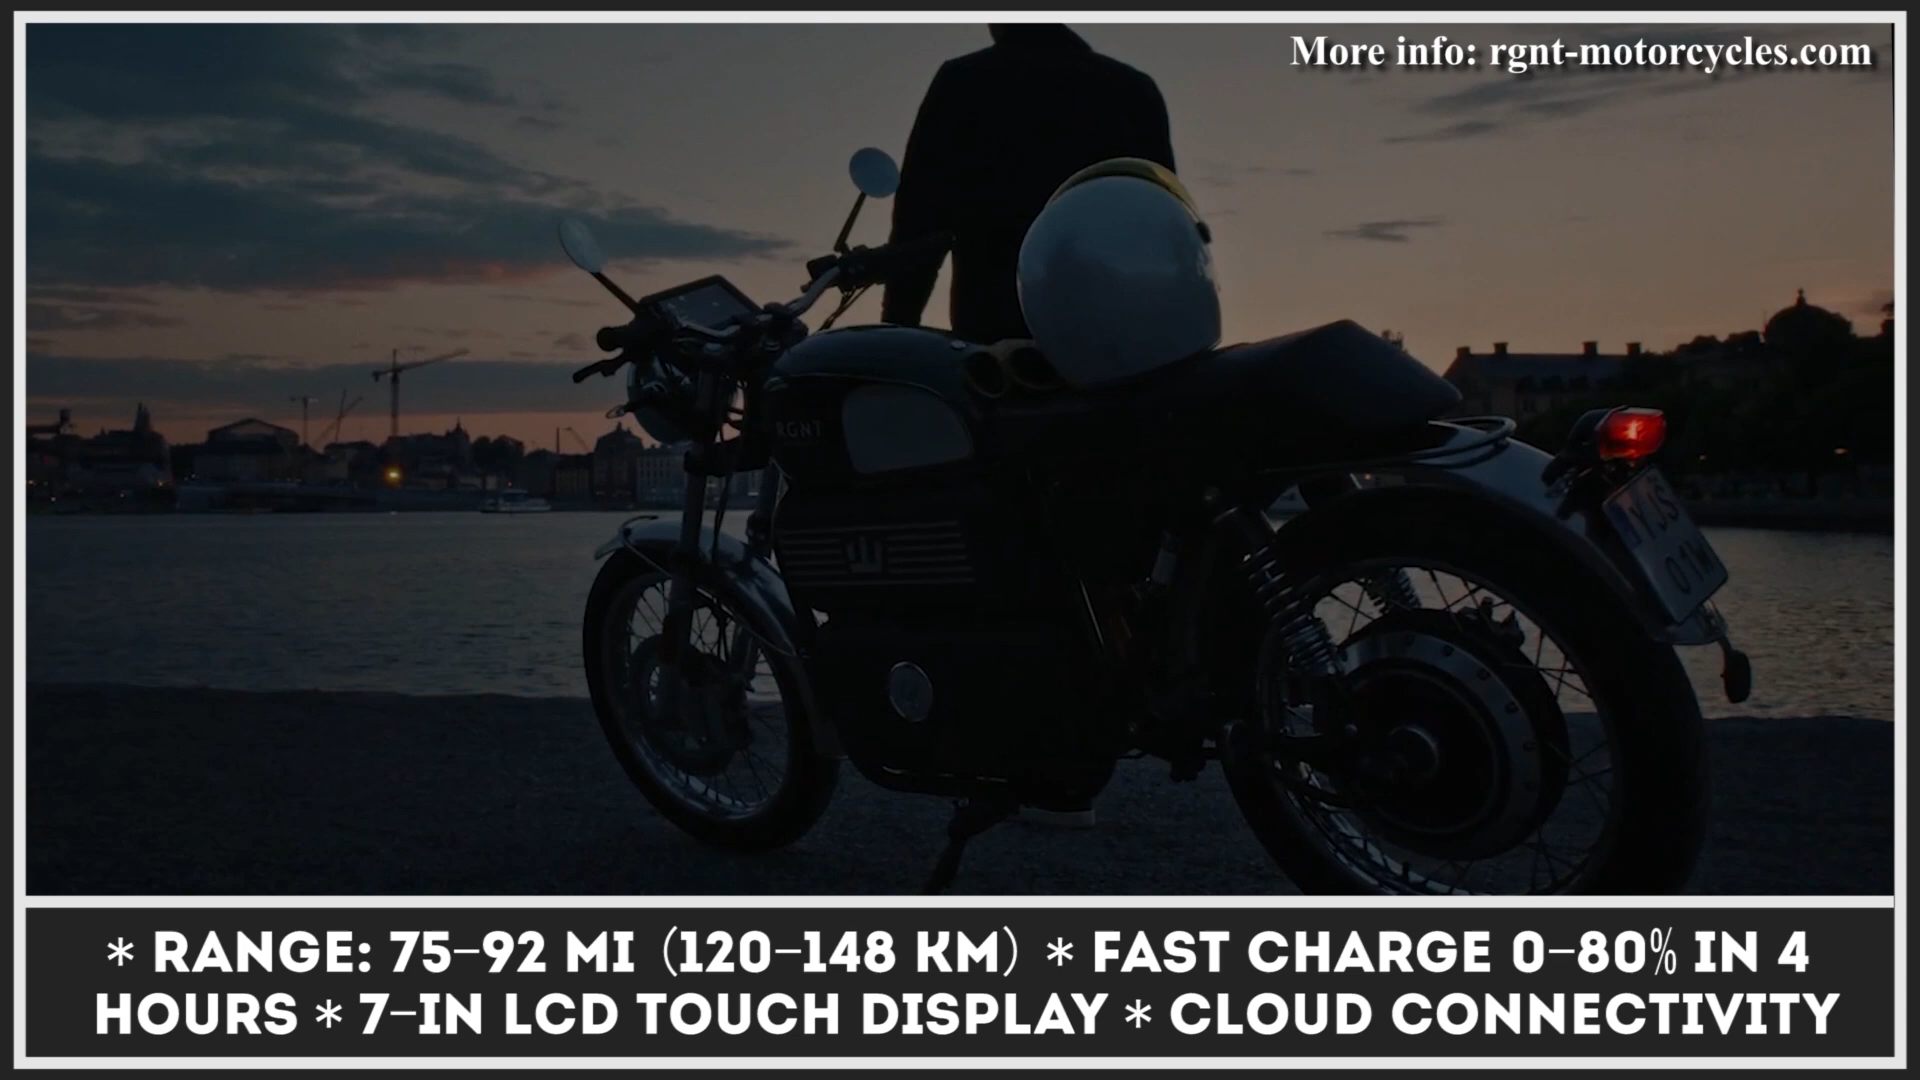 More info: rgnt-motorcycles.com
RGNT
* RANGE: 75-92 MI (120-148 KM) * FAST CHARGE 0-80% IN 4
HOURS * 7-IN LCD TOUCH DISPLAY * CLOUD CONNECTIVITY